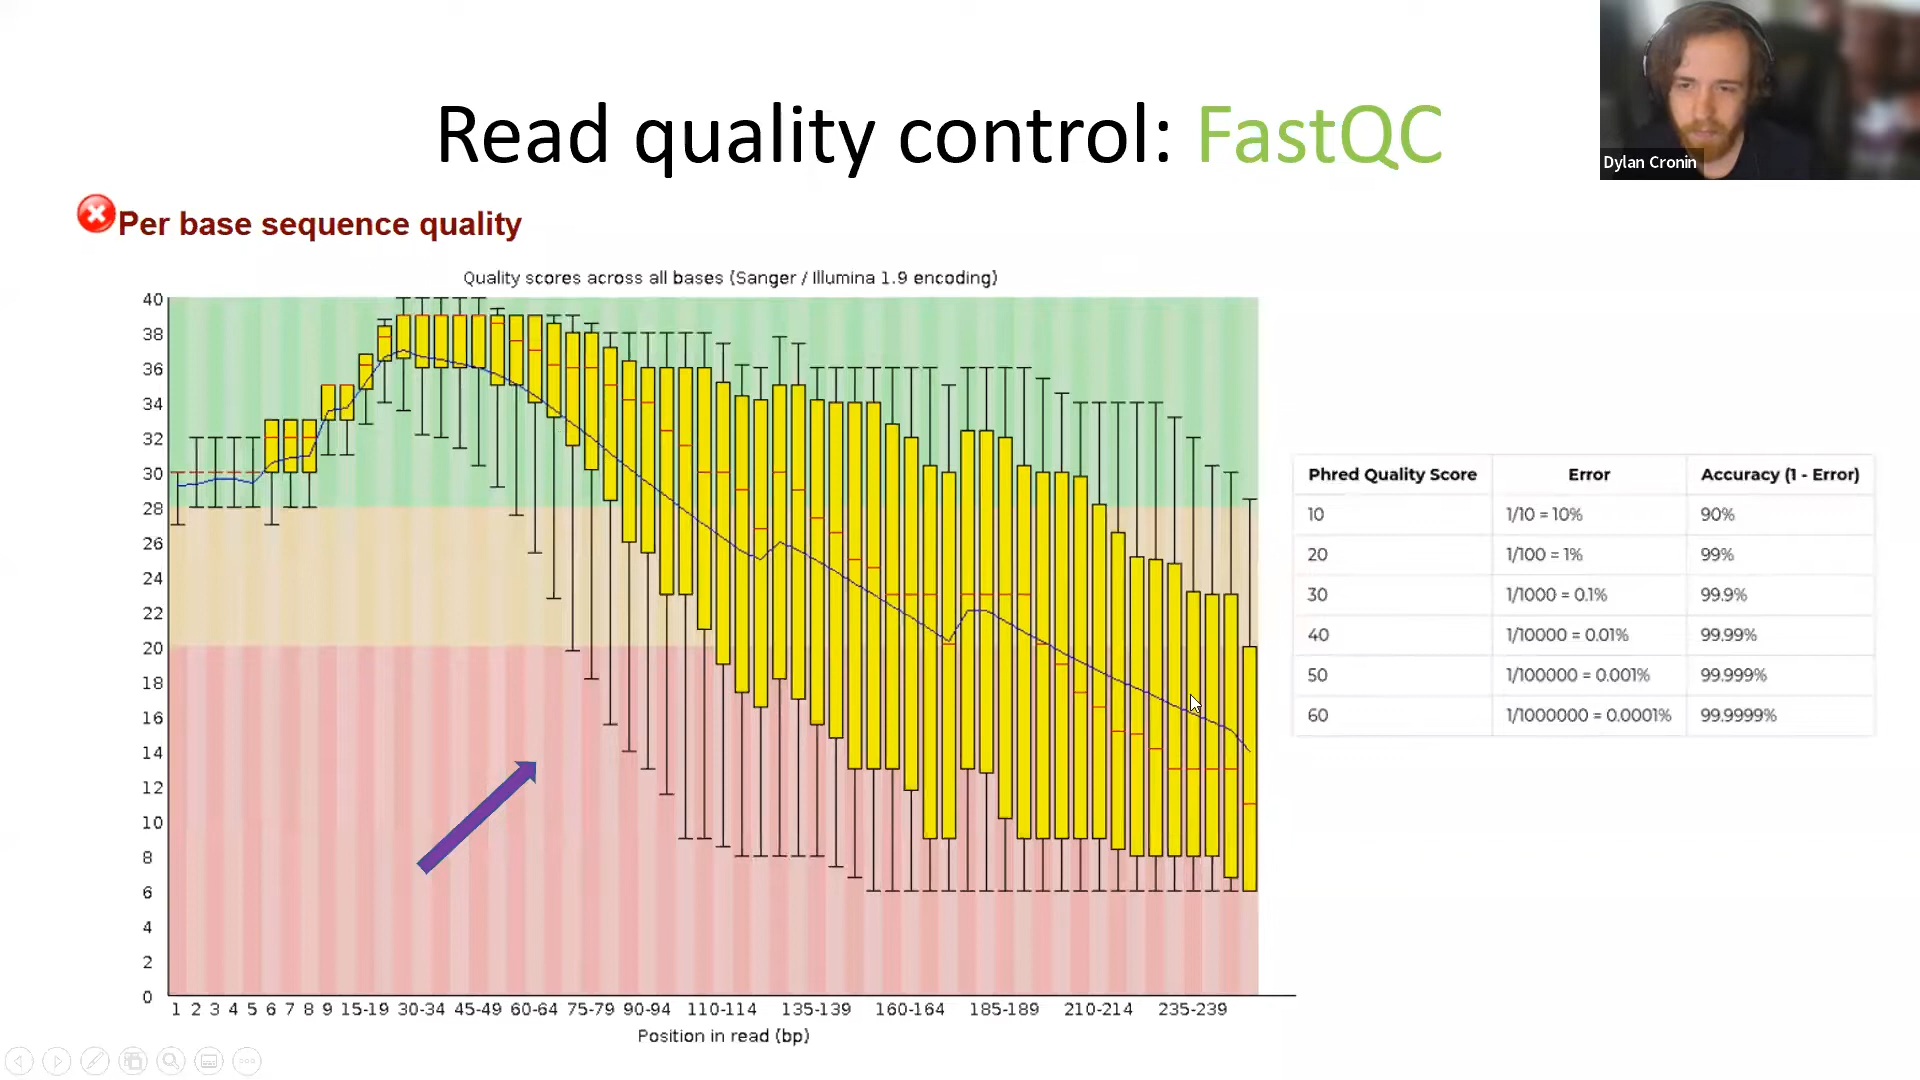 Read quality control: FastQC
Dylan Cronin
Per base sequence quality
Quality scores across all bases (Sanger / Illumina 1.9 encoding)
40
38
36
34
32
30
28
26
24
22
20
18
16
14
12
10
8
6
4
2
0
1 2 3 4 5 6 7 8 9 15-19 30-34 45-49 60-64 75-79 90-94 110-114 135-139 160-164 185-189 210-214 235-239
Position in read (bp)
Phred Quality Score Error Accuracy (1 - Error)
10 1/10 = 10% 90%
20 1/100 = 1% 99%
30 1/1000 = 0.1% 99.9%
40 1/10000 = 0.01% 99.99%
50 1/100000 = 0.001% 99.999%
60 1/1000000 = 0.0001% 99.9999%